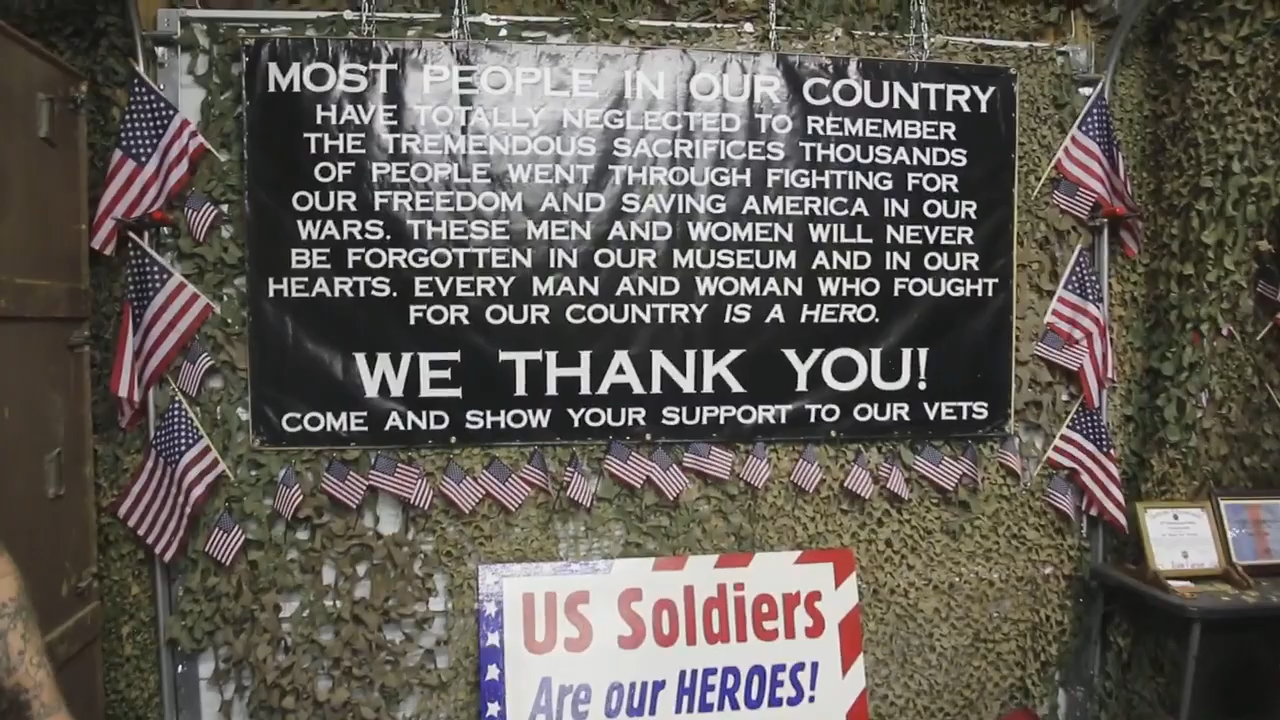 MOST PEOPLE IN OUR COUNTRY
HAVE TOTALLY NEGLECTED TO REMEMBER
THE TREMENDOUS SACRIFICES THOUSANDS
OF PEOPLE WENT THROUGH FIGHTING FOR
OUR FREEDOM AND SAVING AMERICA IN OUR
WARS. THESE MEN AND WOMEN WILL NEVER
BE FORGOTTEN IN OUR MUSEUM AND IN OUR
HEARTS. EVERY MAN AND WOMAN WHO FOUGHT
FOR OUR COUNTRY IS A HERO.
WE THANK YOU!
COME AND SHOW YOUR SUPPORT TO OUR VETS
US Soldiers
Are our HEROES!